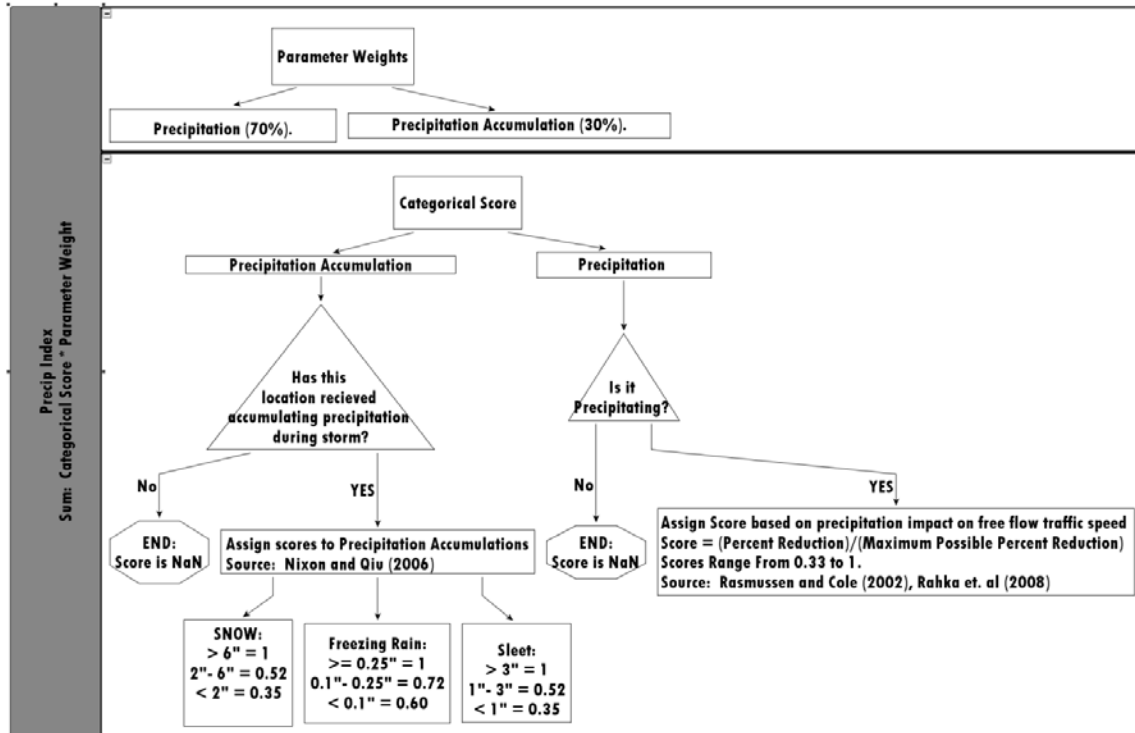 Precip Index
Sum: Categorical Score * Parameter Weight
Parameter Weights
Precipitation (70%).
Precipitation Accumulation (30%).
Categorical Score
Precipitation Accumulation
Precipitation
Has this
location recieved
accumulating precipitation
during storm?
Is it
Precipitating?
No
YES
No
YES
END:
Score is NaN
Assign scores to Precipitation Accumulations
Source: Nixon and Qiu (2006)
END:
Score is NaN
Assign Score based on precipitation impact on free flow traffic speed
Score = (Percent Reduction)/(Maximum Possible Percent Reduction)
Scores Range From 0.33 to 1.
Source: Rasmussen and Cole (2002), Rahka et. al (2008)
SNOW:
> 6" = 1
2"- 6" = 0.52
< 2" = 0.35
Freezing Rain:
>= 0.25" = 1
0.1"- 0.25" = 0.72
< 0.1" = 0.60
Sleet:
> 3" = 1
1"- 3" = 0.52
< 1" = 0.35